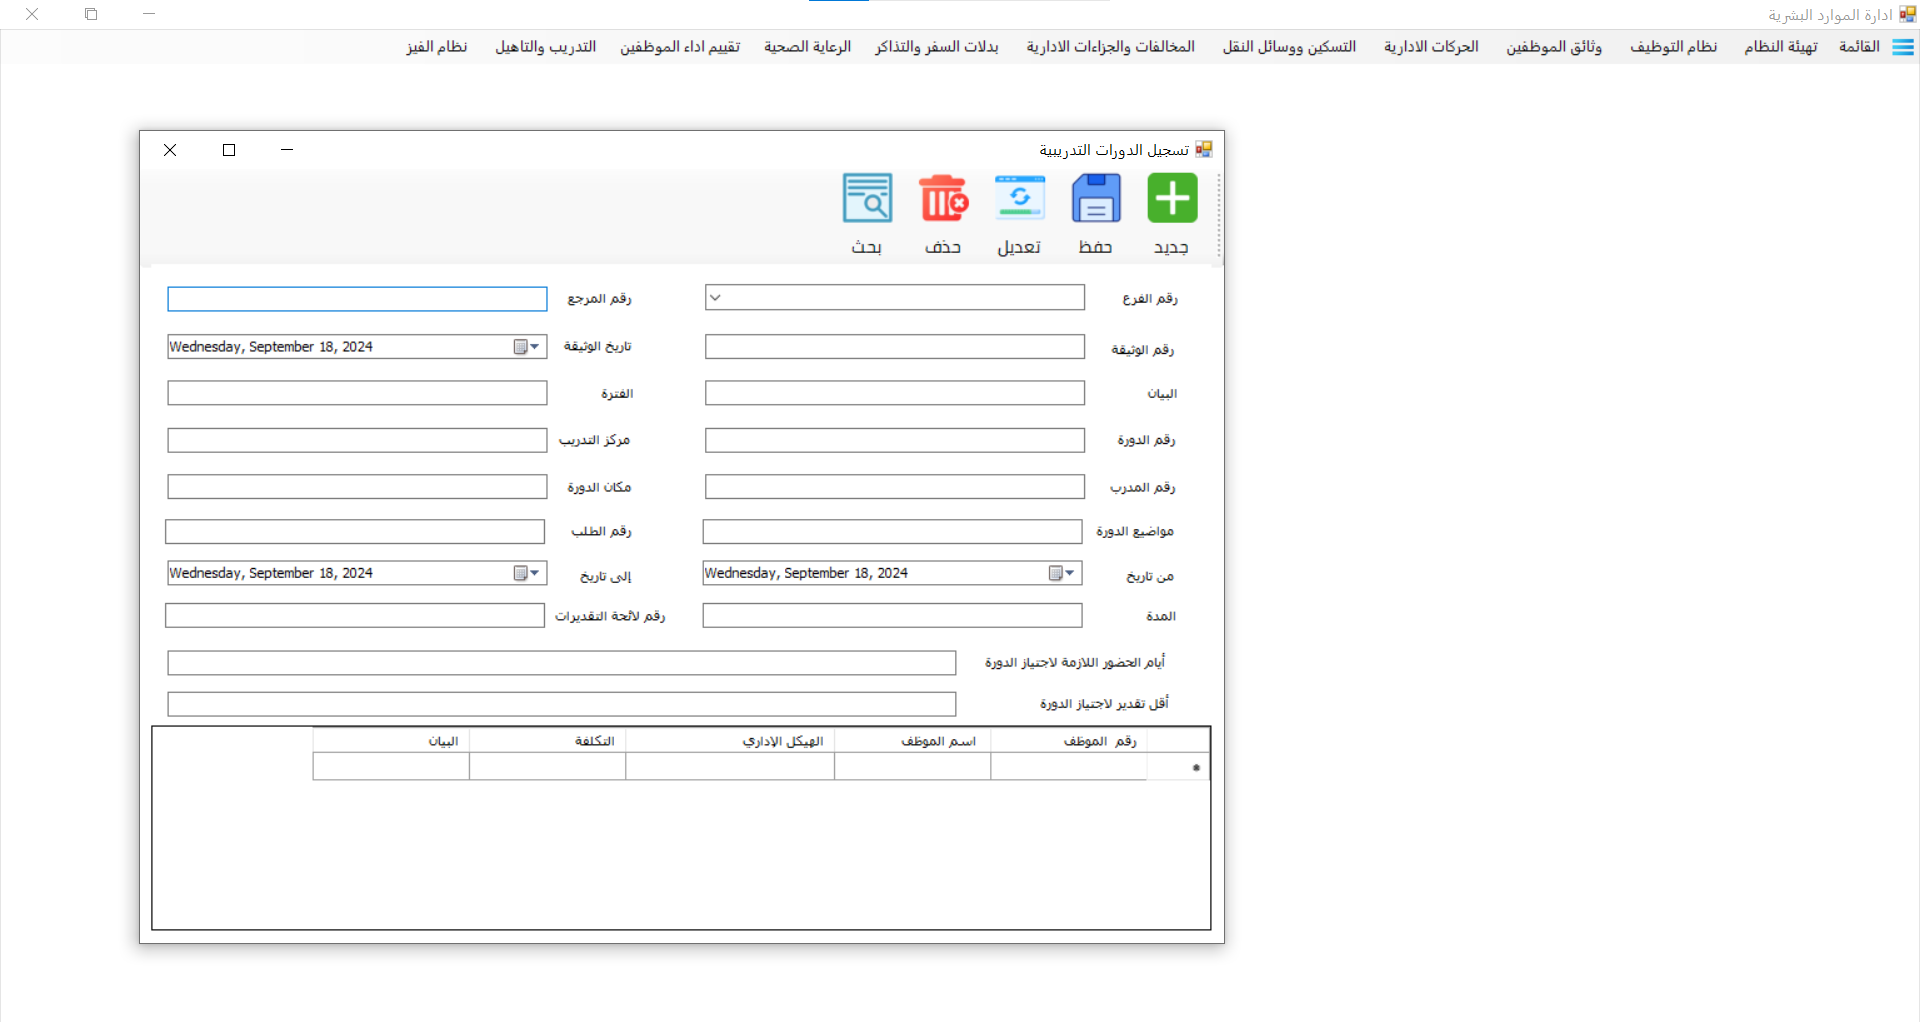 ادارة الموارد البشرية
القائمة تهيئة النظام نظام التوظيف وثائق الموظفين الحركات الادارية التسكين ووسائل النقل المخالفات والجزاءات الادارية بدلات السفر والتذاكر الرعاية الصحية تقييم اداء الموظفين التدريب والتاهيل نظام الفيز
تسجيل الدورات التدريبية
جديد حفظ تعديل حذف بحث
رقم الفرع رقم المرجع
رقم الوثيقة تاريخ الوثيقة Wednesday, September 18, 2024
البيان الفترة
رقم الدورة مركز التدريب
رقم المدرب مكان الدورة
مواضيع الدورة رقم الطلب
من تاريخ Wednesday, September 18, 2024 إلى تاريخ Wednesday, September 18, 2024
المدة رقم لائحة التقديرات
أيام الحضور اللازمة لاجتياز الدورة
أقل تقدير لاجتياز الدورة
رقم الموظف اسم الموظف الهيكل الإداري التكلفة البيان